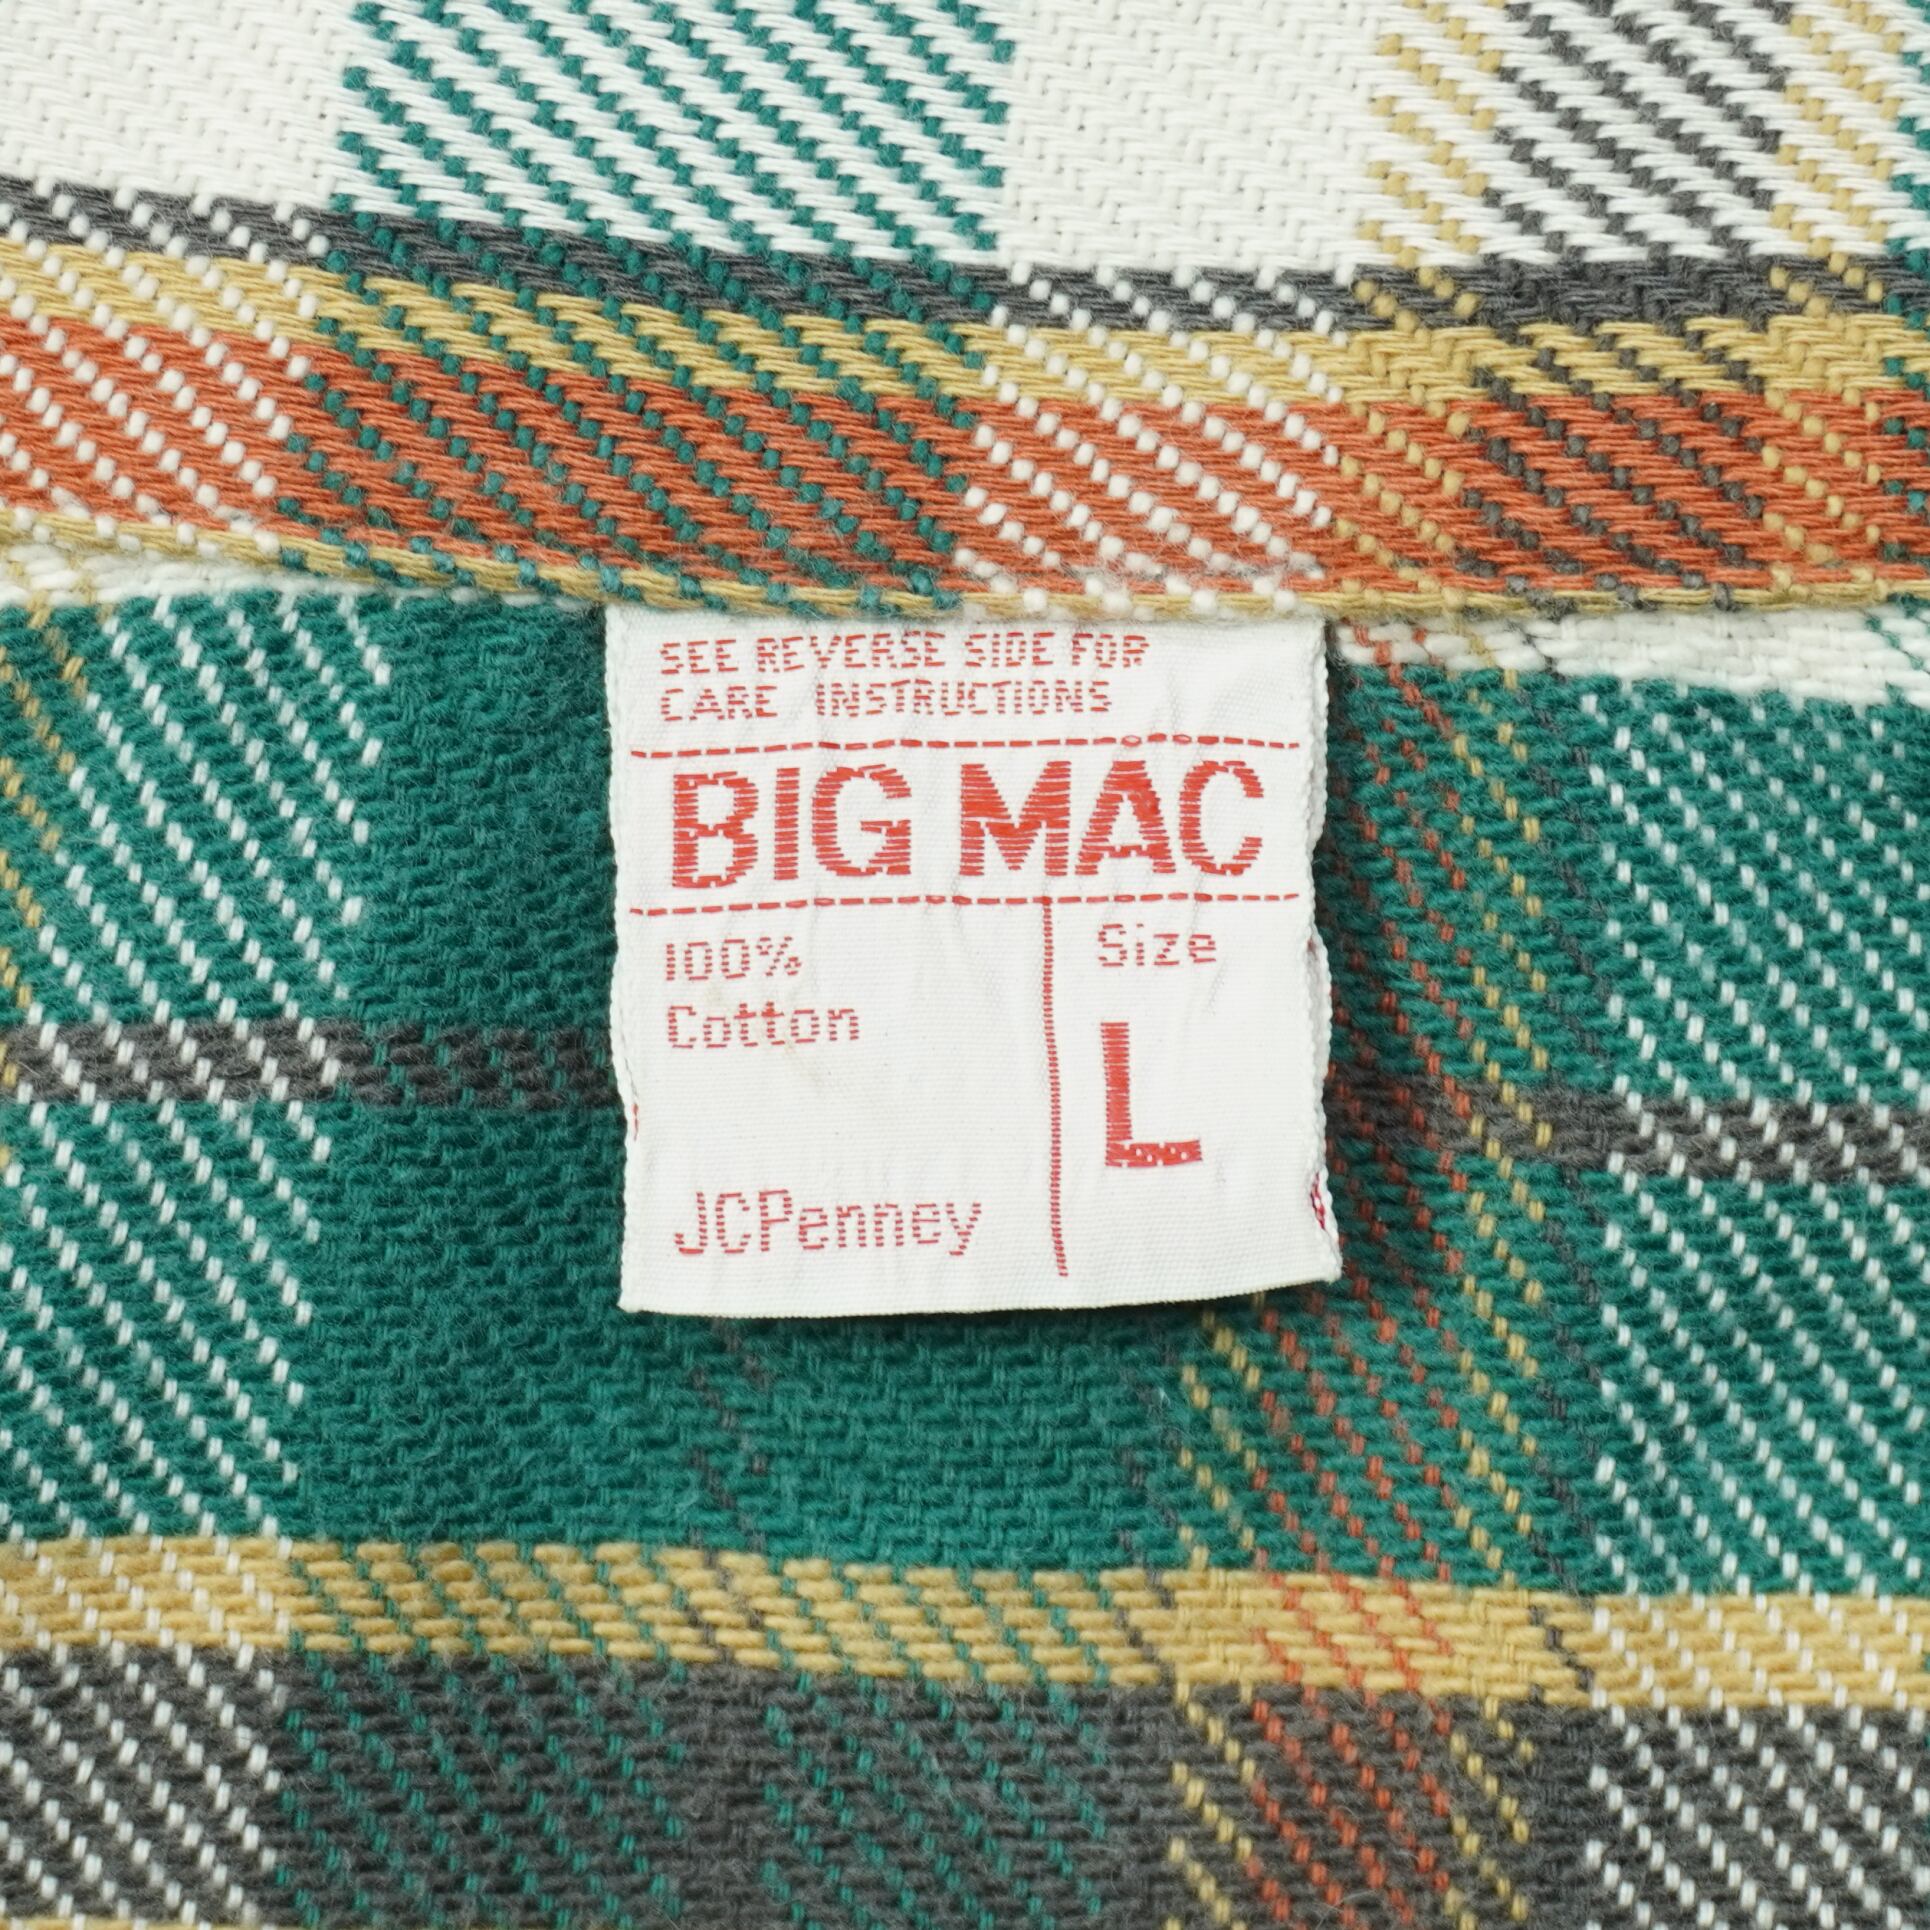 SEE REVERSE SIDE FOR
CARE INSTRUCTIONS
BIG MAC
100%
Cotton
Size
L
JCPenney